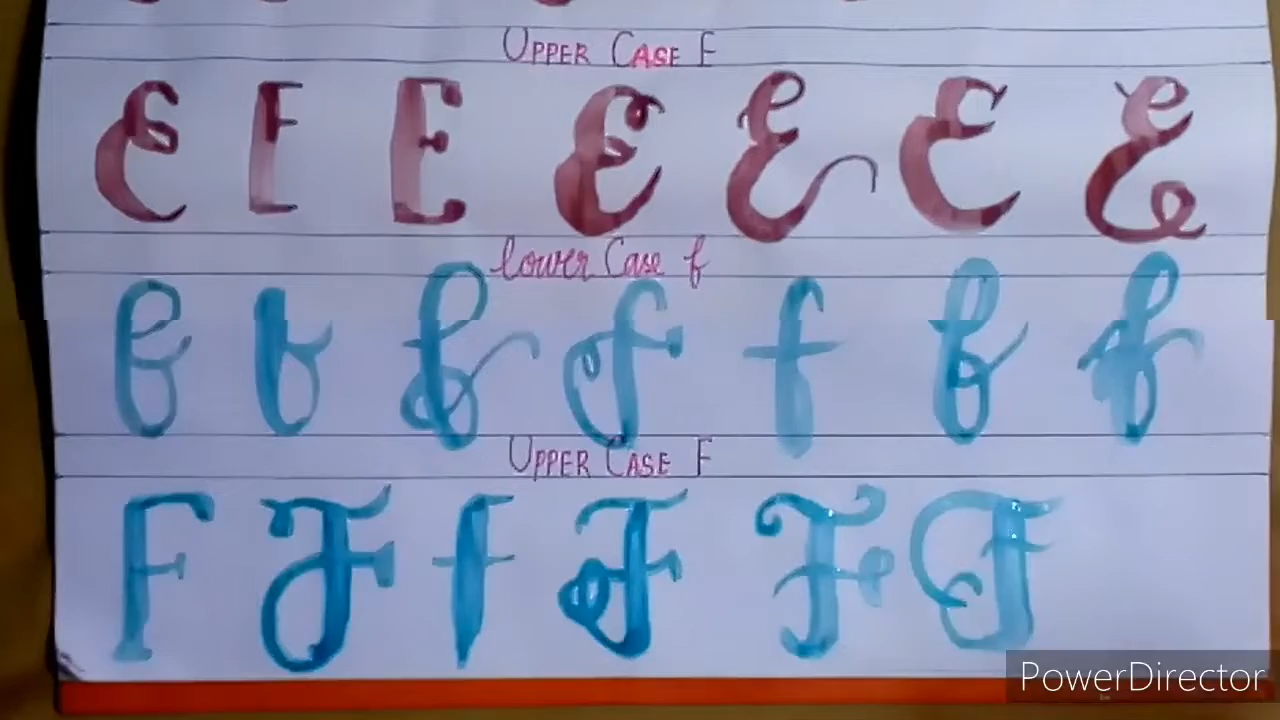 UPPER CASE E
E E E E E E E
lower Case f
f f f f f f f
UPPER CASE F
F F F F F F
PowerDirector